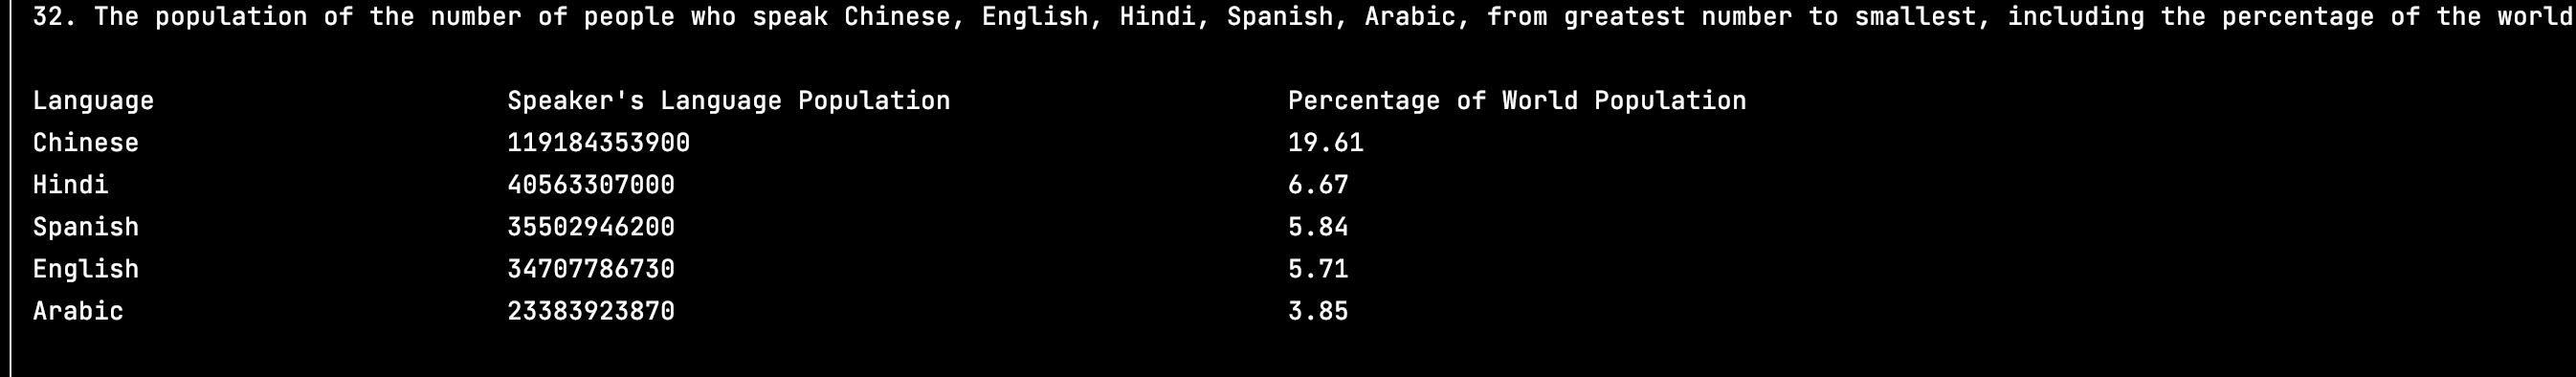 32. The population of the number of people who speak Chinese, English, Hindi, Spanish, Arabic, from greatest number to smallest, including the percentage of the world
Language Speaker's Language Population Percentage of World Population
Chinese 119184353900 19.61
Hindi 40563307000 6.67
Spanish 35502946200 5.84
English 34707786730 5.71
Arabic 23383923870 3.85